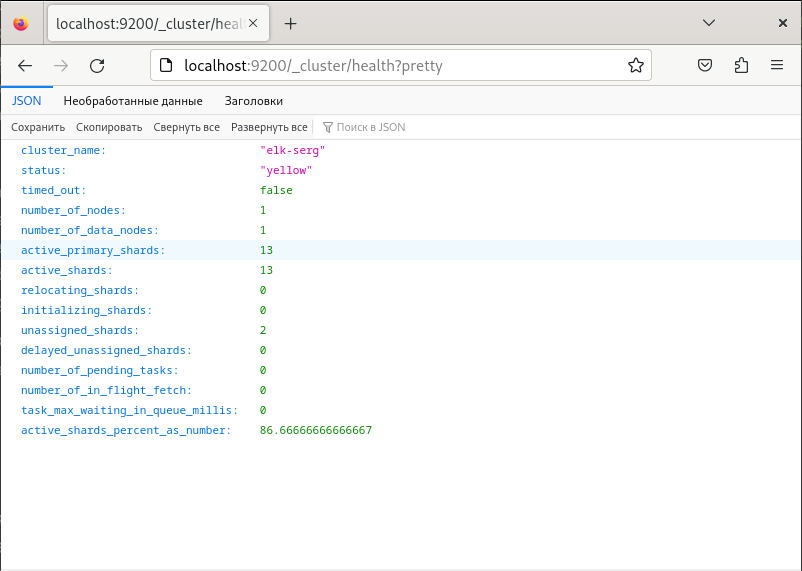 localhost:9200/_cluster/heal
localhost:9200/_cluster/health?pretty
JSON Необработанные данные Заголовки
Сохранить Скопировать Свернуть все Развернуть все Поиск в JSON
cluster_name: "elk-serg"
status: "yellow"
timed_out: false
number_of_nodes: 1
number_of_data_nodes: 1
active_primary_shards: 13
active_shards: 13
relocating_shards: 0
initializing_shards: 0
unassigned_shards: 2
delayed_unassigned_shards: 0
number_of_pending_tasks: 0
number_of_in_flight_fetch: 0
task_max_waiting_in_queue_millis: 0
active_shards_percent_as_number: 86.66666666666667